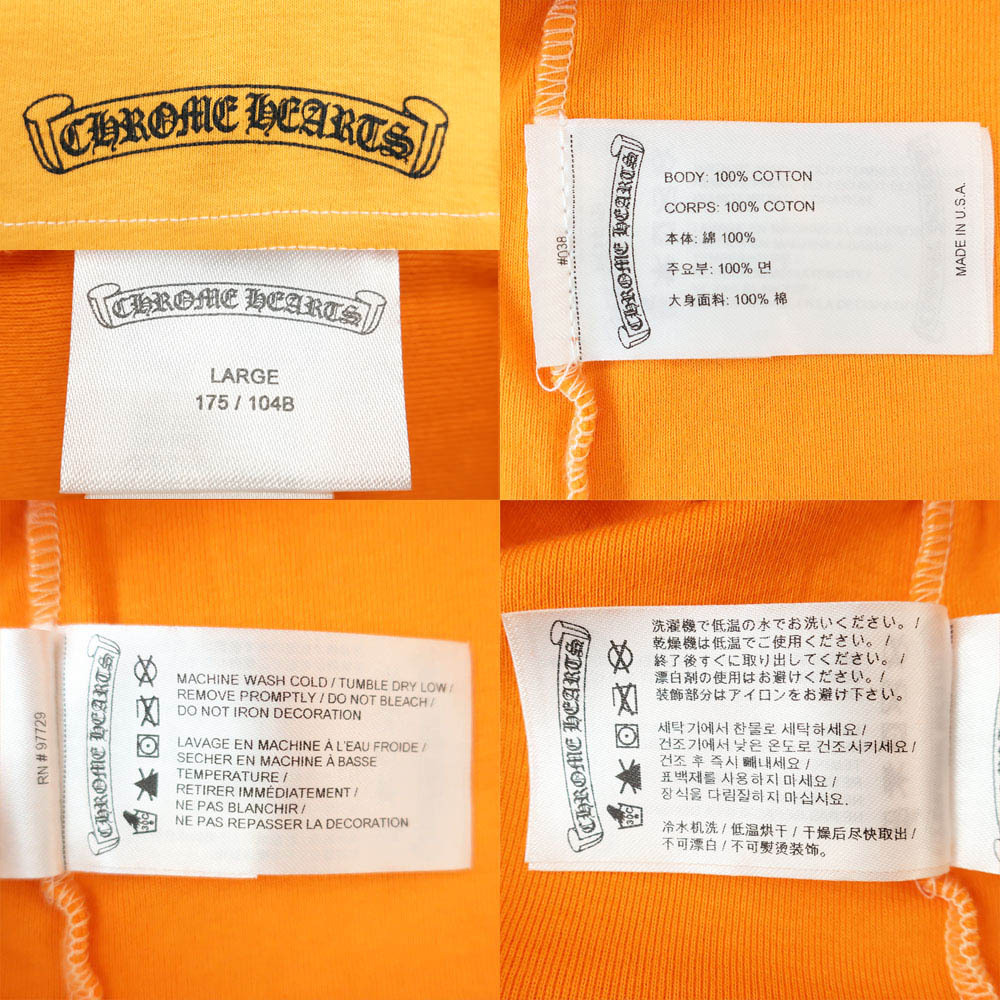 CHROME HEARTS
CHROME HEARTS
LARGE
175 / 104B
#038
CHROME HEARTS
BODY: 100% COTTON
CORPS: 100% COTON
本体: 綿 100%
주요부: 100% 면
大身面料: 100% 棉
MADE IN U.S.A.
RN # 97729
CHROME HEARTS
MACHINE WASH COLD / TUMBLE DRY LOW /
REMOVE PROMPTLY / DO NOT BLEACH /
DO NOT IRON DECORATION
LAVAGE EN MACHINE À L'EAU FROIDE /
SECHER EN MACHINE À BASSE
TEMPERATURE /
RETIRER IMMÉDIATEMENT /
NE PAS BLANCHIR /
NE PAS REPASSER LA DECORATION
30C
CHROME HEARTS
洗濯機で低温の水でお洗いください。/
乾燥機は低温でご使用ください。/
終了後すぐに取り出してください。/
漂白剤の使用はお避けください。/
装飾部分はアイロンをお避け下さい。
세탁기에서 찬물로 세탁하세요 /
건조기에서 낮은 온도로 건조시키세요 /
건조 후 즉시 빼내세요 /
표백제를 사용하지 마세요 /
장식을 다림질하지 마십시요.
30C
冷水机洗 / 低温烘干 / 干燥后尽快取出 /
不可漂白 / 不可熨烫装饰。